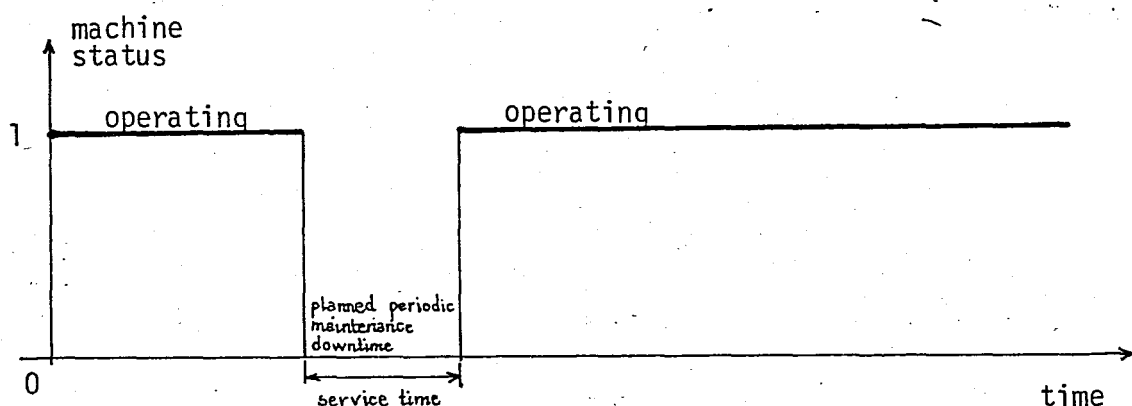 machine
status
operating
operating
1
planned periodic
maintenance
downtime
0
service time
time